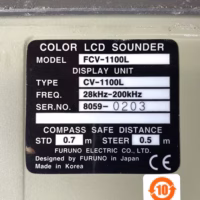 COLOR LCD SOUNDER
MODEL FCV-1100L
DISPLAY UNIT
TYPE CV-1100L
FREQ. 28kHz-200kHz
SER.NO. 8059-0203
COMPASS SAFE DISTANCE
STD 0.7 m STEER 0.5 m
FURUNO ELECTRIC CO., LTD.
Designed by FURUNO in Japan
Made in Korea
CE
10